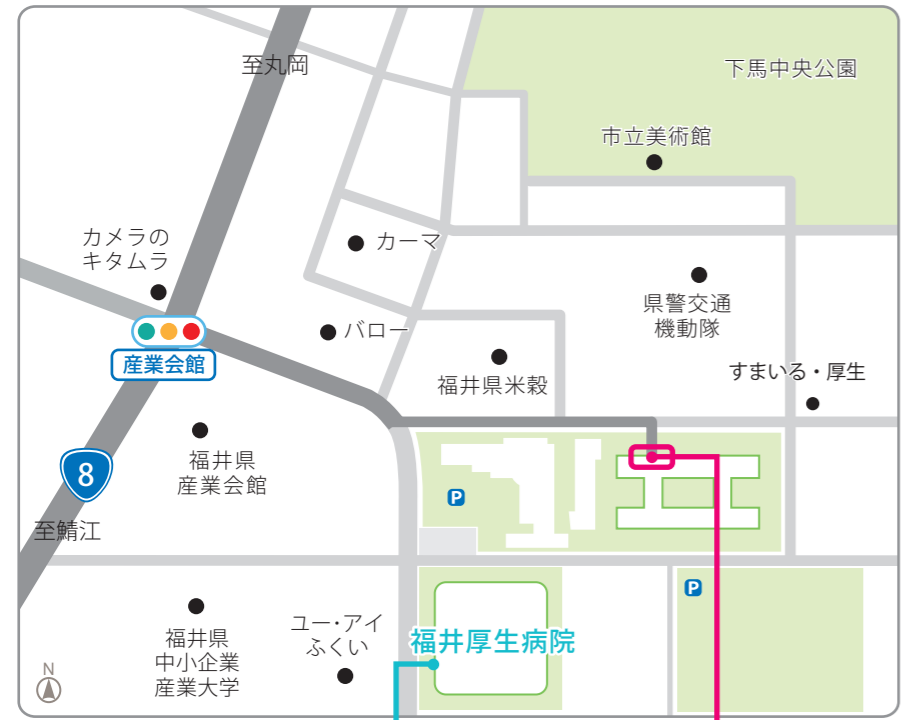 至丸岡
下馬中央公園
市立美術館
カメラの
キタムラ
カーマ
県警交通
機動隊
バロー
産業会館
福井県米穀
すまいる・厚生
福井県
産業会館
8
P
至鯖江
P
福井県
中小企業
産業大学
ユー・アイ
ふくい
福井厚生病院
N